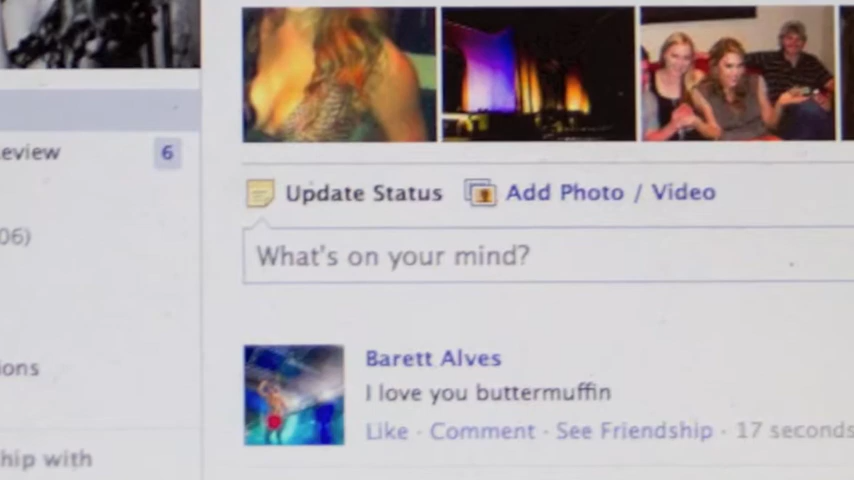 eview 6
Update Status Add Photo / Video
06)
What's on your mind?
Barett Alves
ions
I love you buttermuffin
Like · Comment · See Friendship · 17 seconds
hip with